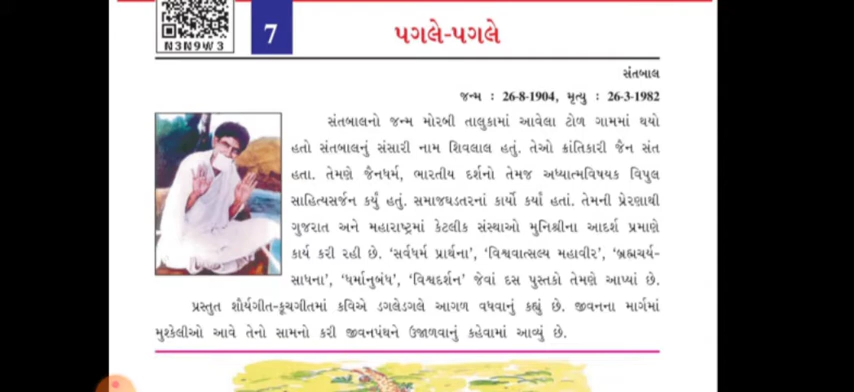 N3N9W3
7
પગલે-પગલે
સંતબાલ
જન્મ : 26-8-1904, મૃત્યુ : 26-3-1982
સંતબાલનો જન્મ મોરબી તાલુકામાં આવેલા ટોળ ગામમાં થયો
હતો સંતબાલનું સંસારી નામ શિવલાલ હતું. તેઓ ક્રાંતિકારી જૈન સંત
હતા. તેમણે જૈનધર્મ, ભારતીય દર્શનો તેમજ અધ્યાત્મવિષયક વિપુલ
સાહિત્યસર્જન કર્યું હતું. સમાજઘડતરનાં કાર્યો કર્યાં હતાં. તેમની પ્રેરણાથી
ગુજરાત અને મહારાષ્ટ્રમાં કેટલીક સંસ્થાઓ મુનિશ્રીના આદર્શ પ્રમાણે
કાર્ય કરી રહી છે. ‘સર્વધર્મ પ્રાર્થના’, ‘વિશ્વવાત્સલ્ય મહાવીર’, ‘બ્રહ્મચર્ય-
સાધના’, ‘ધર્માનુબંધ’, ‘વિશ્વદર્શન’ જેવાં દસ પુસ્તકો તેમણે આપ્યાં છે.
પ્રસ્તુત શૌર્યગીત-કૂચગીતમાં કવિએ ડગલેડગલે આગળ વધવાનું કહ્યું છે. જીવનના માર્ગમાં
મુશ્કેલીઓ આવે તેનો સામનો કરી જીવનપંથને ઉજાળવાનું કહેવામાં આવ્યું છે.